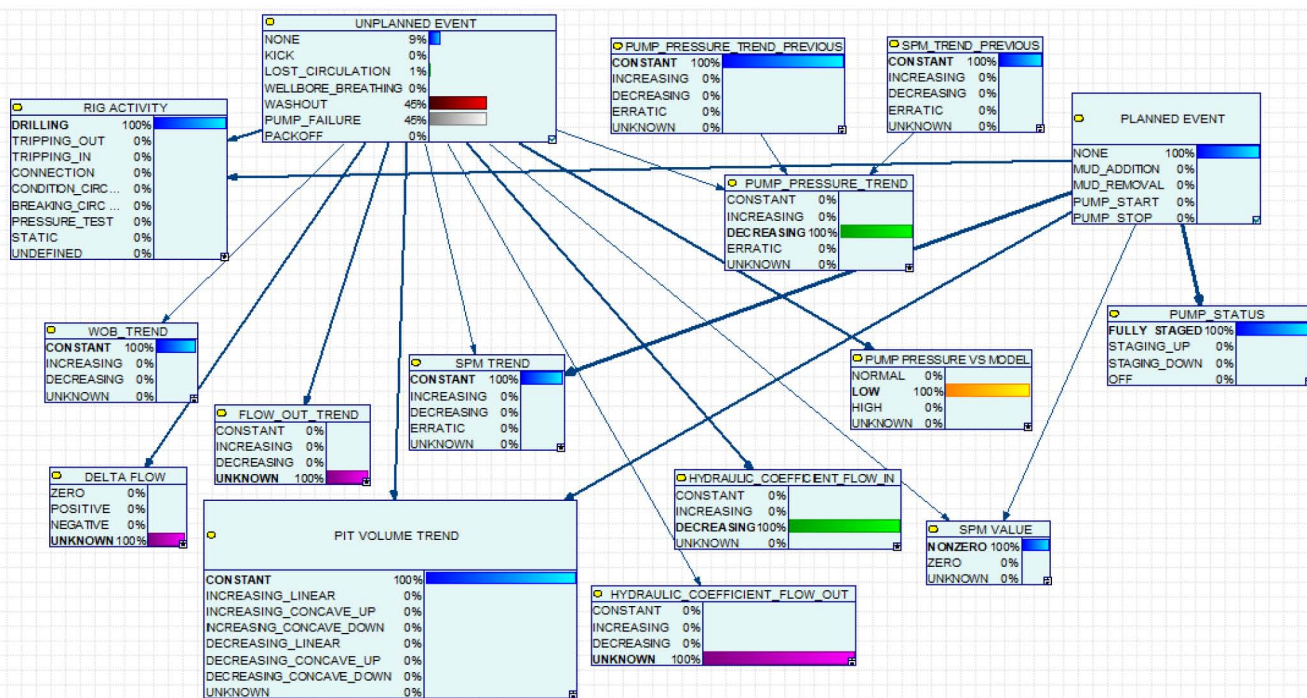 UNPLANNED EVENT
NONE 9%
KICK 0%
LOST_CIRCULATION 1%
WELLBORE_BREATHING 0%
WASHOUT 45%
PUMP_FAILURE 45%
PACKOFF 0%
PUMP_PRESSURE_TREND_PREVIOUS
CONSTANT 100%
INCREASING 0%
DECREASING 0%
ERRATIC 0%
UNKNOWN 0%
SPM_TREND_PREVIOUS
CONSTANT 100%
INCREASING 0%
DECREASING 0%
ERRATIC 0%
UNKNOWN 0%
RIG ACTIVITY
DRILLING 100%
TRIPPING_OUT 0%
TRIPPING_IN 0%
CONNECTION 0%
CONDITION_CIRC ... 0%
BREAKING_CIRC ... 0%
PRESSURE_TEST 0%
STATIC 0%
UNDEFINED 0%
PLANNED EVENT
NONE 100%
MUD_ADDITION 0%
MUD_REMOVAL 0%
PUMP_START 0%
PUMP_STOP 0%
PUMP_PRESSURE_TREND
CONSTANT 0%
INCREASING 0%
DECREASING 100%
ERRATIC 0%
UNKNOWN 0%
WOB_TREND
CONSTANT 100%
INCREASING 0%
DECREASING 0%
UNKNOWN 0%
SPM TREND
CONSTANT 100%
INCREASING 0%
DECREASING 0%
ERRATIC 0%
UNKNOWN 0%
PUMP PRESSURE VS MODEL
NORMAL 0%
LOW 100%
HIGH 0%
UNKNOWN 0%
PUMP_STATUS
FULLY_STAGED 100%
STAGING_UP 0%
STAGING_DOWN 0%
OFF 0%
FLOW_OUT_TREND
CONSTANT 0%
INCREASING 0%
DECREASING 0%
UNKNOWN 100%
DELTA FLOW
ZERO 0%
POSITIVE 0%
NEGATIVE 0%
UNKNOWN 100%
PIT VOLUME TREND
CONSTANT 100%
INCREASING_LINEAR 0%
INCREASING_CONCAVE_UP 0%
INCREASING_CONCAVE_DOWN 0%
DECREASING_LINEAR 0%
DECREASING_CONCAVE_UP 0%
DECREASING_CONCAVE_DOWN 0%
UNKNOWN 0%
HYDRAULIC_COEFFICIENT_FLOW_IN
CONSTANT 0%
INCREASING 0%
DECREASING 100%
UNKNOWN 0%
SPM VALUE
NONZERO 100%
ZERO 0%
UNKNOWN 0%
HYDRAULIC_COEFFICIENT_FLOW_OUT
CONSTANT 0%
INCREASING 0%
DECREASING 0%
UNKNOWN 100%